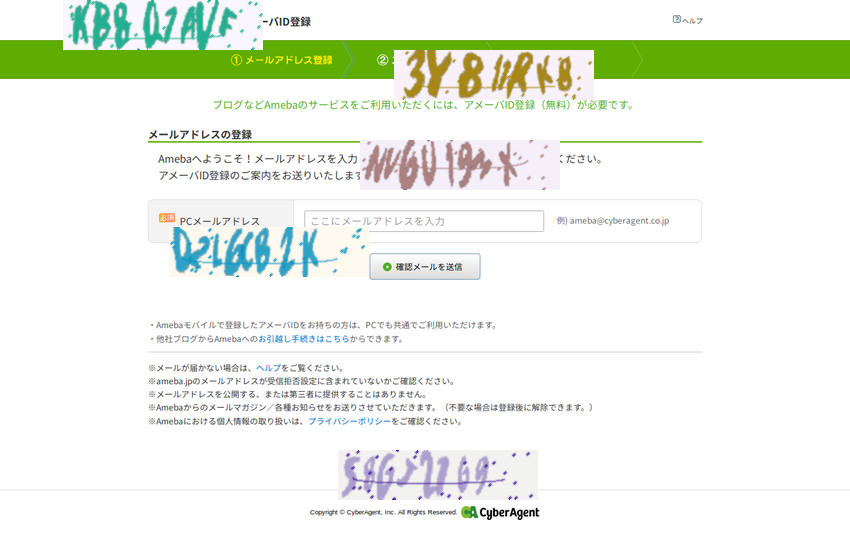 ーバID登録
ヘルプ
① メールアドレス登録
②
ブログなどAmebaのサービスをご利用いただくには、アメーバID登録（無料）が必要です。
メールアドレスの登録
Amebaへようこそ！メールアドレスを入力
ください。
アメーバID登録のご案内をお送りいたします
必須 PCメールアドレス
ここにメールアドレスを入力
例) ameba@cyberagent.co.jp
確認メールを送信
・Amebaモバイルで登録したアメーバIDをお持ちの方は、PCでも共通でご利用いただけます。
・他社ブログからAmebaへのお引越し手続きはこちらからできます。
※メールが届かない場合は、ヘルプをご覧ください。
※ameba.jpのメールアドレスが受信拒否設定に含まれていないかご確認ください。
※メールアドレスを公開する、または第三者に提供することはありません。
※Amebaからのメールマガジン／各種お知らせをお送りさせていただきます。（不要な場合は登録後に解除できます。）
※Amebaにおける個人情報の取り扱いは、プライバシーポリシーをご確認ください。
Copyright © CyberAgent, Inc. All Rights Reserved. CyberAgent